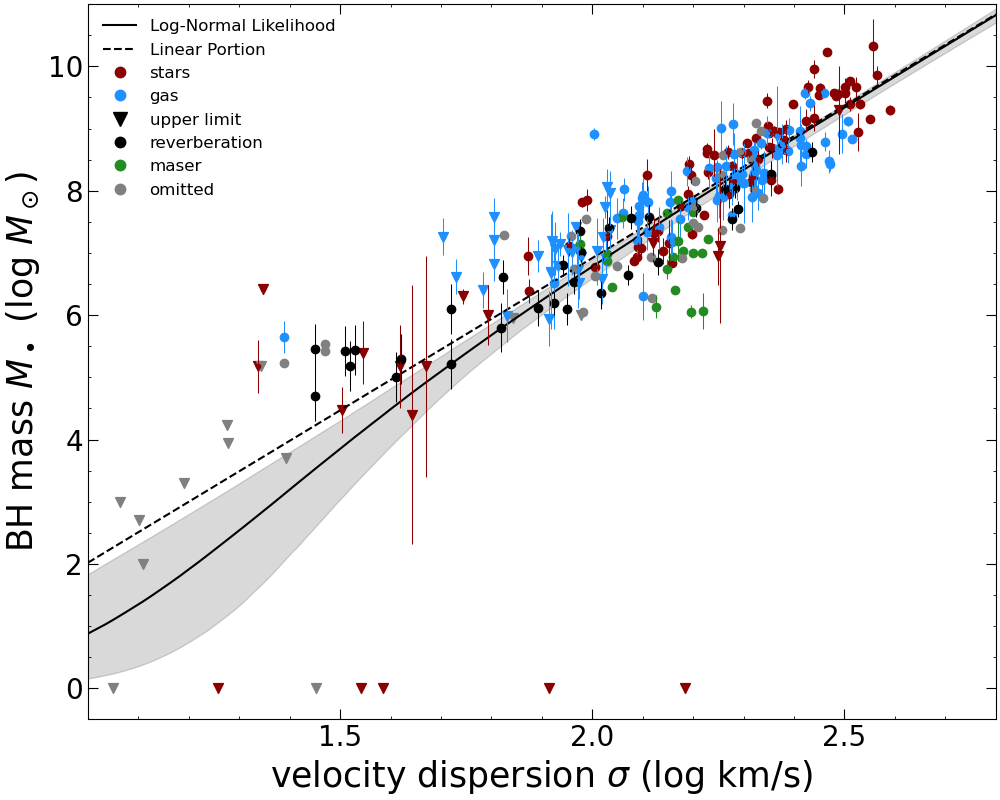 Log-Normal Likelihood
Linear Portion
stars
gas
upper limit
reverberation
maser
omitted
10
8
6
4
2
0
BH mass M• (log M⊙)
1.5 2.0 2.5
velocity dispersion σ (log km/s)